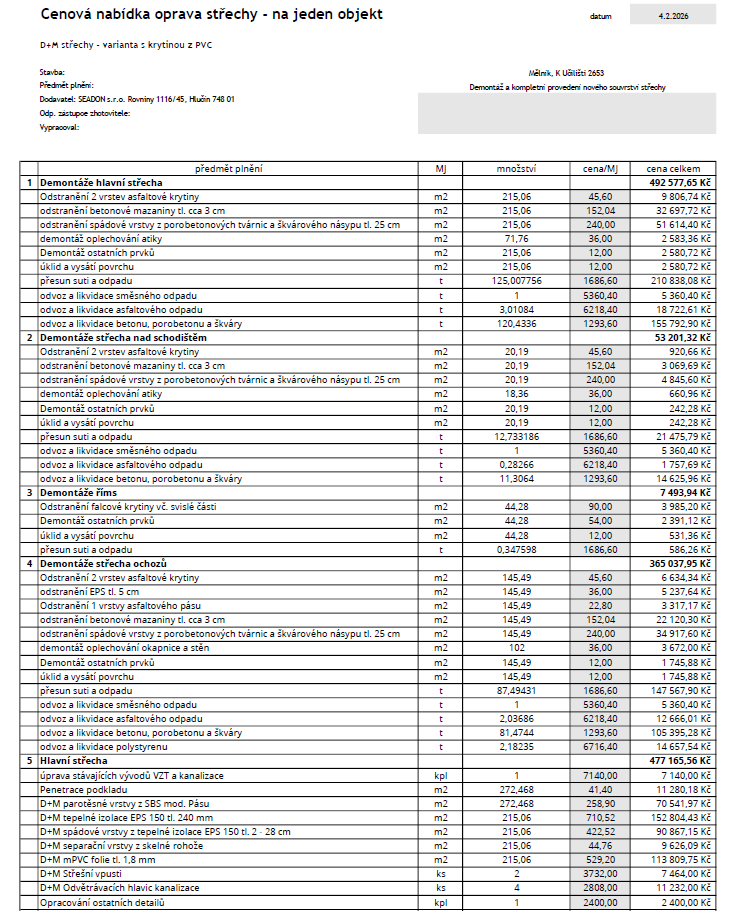 Cenová nabídka oprava střechy - na jeden objekt
datum 4.2.2026
D+M střechy - varianta s krytinou z PVC
Stavba: Mělník, K Učilišti 2653
Předmět plnění: Demontáž a kompletní provedení nového souvrství střechy
Dodavatel: SEADON s.r.o. Rovniny 1116/45, Hlučín 748 01
Odp. zástupce zhotovitele:
Vypracoval:
předmět plnění MJ množství cena/MJ cena celkem
1 Demontáže hlavní střecha 492 577,65 Kč
Odstranění 2 vrstev asfaltové krytiny m2 215,06 45,60 9 806,74 Kč
odstranění betonové mazaniny tl. cca 3 cm m2 215,06 152,04 32 697,72 Kč
odstranění spádové vrstvy z porobetonových tvárnic a škvárového násypu tl. 25 cm m2 215,06 240,00 51 614,40 Kč
demontáž oplechování atiky m2 71,76 36,00 2 583,36 Kč
Demontáž ostatních prvků m2 215,06 12,00 2 580,72 Kč
úklid a vysátí povrchu m2 215,06 12,00 2 580,72 Kč
přesun suti a odpadu t 125,007756 1686,60 210 838,08 Kč
odvoz a likvidace směsného odpadu t 1 5360,40 5 360,40 Kč
odvoz a likvidace asfaltového odpadu t 3,01084 6218,40 18 722,61 Kč
odvoz a likvidace betonu, porobetonu a škváry t 120,4336 1293,60 155 792,90 Kč
2 Demontáže střecha nad schodištěm 53 201,32 Kč
Odstranění 2 vrstev asfaltové krytiny m2 20,19 45,60 920,66 Kč
odstranění betonové mazaniny tl. cca 3 cm m2 20,19 152,04 3 069,69 Kč
odstranění spádové vrstvy z porobetonových tvárnic a škvárového násypu tl. 25 cm m2 20,19 240,00 4 845,60 Kč
demontáž oplechování atiky m2 18,36 36,00 660,96 Kč
Demontáž ostatních prvků m2 20,19 12,00 242,28 Kč
úklid a vysátí povrchu m2 20,19 12,00 242,28 Kč
přesun suti a odpadu t 12,733186 1686,60 21 475,79 Kč
odvoz a likvidace směsného odpadu t 1 5360,40 5 360,40 Kč
odvoz a likvidace asfaltového odpadu t 0,28266 6218,40 1 757,69 Kč
odvoz a likvidace betonu, porobetonu a škváry t 11,3064 1293,60 14 625,96 Kč
3 Demontáže říms 7 493,94 Kč
Odstranění falcové krytiny vč. svislé části m2 44,28 90,00 3 985,20 Kč
Demontáž ostatních prvků m2 44,28 54,00 2 391,12 Kč
úklid a vysátí povrchu m2 44,28 12,00 531,36 Kč
přesun suti a odpadu t 0,347598 1686,60 586,26 Kč
4 Demontáže střecha ochozů 365 037,95 Kč
Odstranění 2 vrstev asfaltové krytiny m2 145,49 45,60 6 634,34 Kč
odstranění EPS tl. 5 cm m2 145,49 36,00 5 237,64 Kč
Odstranění 1 vrstvy asfaltového pásu m2 145,49 22,80 3 317,17 Kč
odstranění betonové mazaniny tl. cca 3 cm m2 145,49 152,04 22 120,30 Kč
odstranění spádové vrstvy z porobetonových tvárnic a škvárového násypu tl. 25 cm m2 145,49 240,00 34 917,60 Kč
demontáž oplechování okapnice a stěn m2 102 36,00 3 672,00 Kč
Demontáž ostatních prvků m2 145,49 12,00 1 745,88 Kč
úklid a vysátí povrchu m2 145,49 12,00 1 745,88 Kč
přesun suti a odpadu t 87,49431 1686,60 147 567,90 Kč
odvoz a likvidace směsného odpadu t 1 5360,40 5 360,40 Kč
odvoz a likvidace asfaltového odpadu t 2,03686 6218,40 12 666,01 Kč
odvoz a likvidace betonu, porobetonu a škváry t 81,4744 1293,60 105 395,28 Kč
odvoz a likvidace polystyrenu t 2,18235 6716,40 14 657,54 Kč
5 Hlavní střecha 477 165,56 Kč
úprava stávajících vývodů VZT a kanalizace kpl 1 7140,00 7 140,00 Kč
Penetrace podkladu m2 272,468 41,40 11 280,18 Kč
D+M parotěsné vrstvy z SBS mod. Pásu m2 272,468 258,90 70 541,97 Kč
D+M tepelné izolace EPS 150 tl. 240 mm m2 215,06 710,52 152 804,43 Kč
D+M spádové vrstvy z tepelné izolace EPS 150 tl. 2 - 28 cm m2 215,06 422,52 90 867,15 Kč
D+M separační vrstvy z skelné rohože m2 215,06 44,76 9 626,09 Kč
D+M mPVC folie tl. 1,8 mm m2 215,06 529,20 113 809,75 Kč
D+M Střešní vpusti ks 2 3732,00 7 464,00 Kč
D+M Odvětrávacích hlavic kanalizace ks 4 2808,00 11 232,00 Kč
Opracování ostatních detailů kpl 1 2400,00 2 400,00 Kč